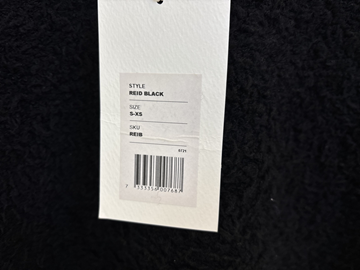 STYLE
REID BLACK
SIZE
S-XS
SKU
REIB